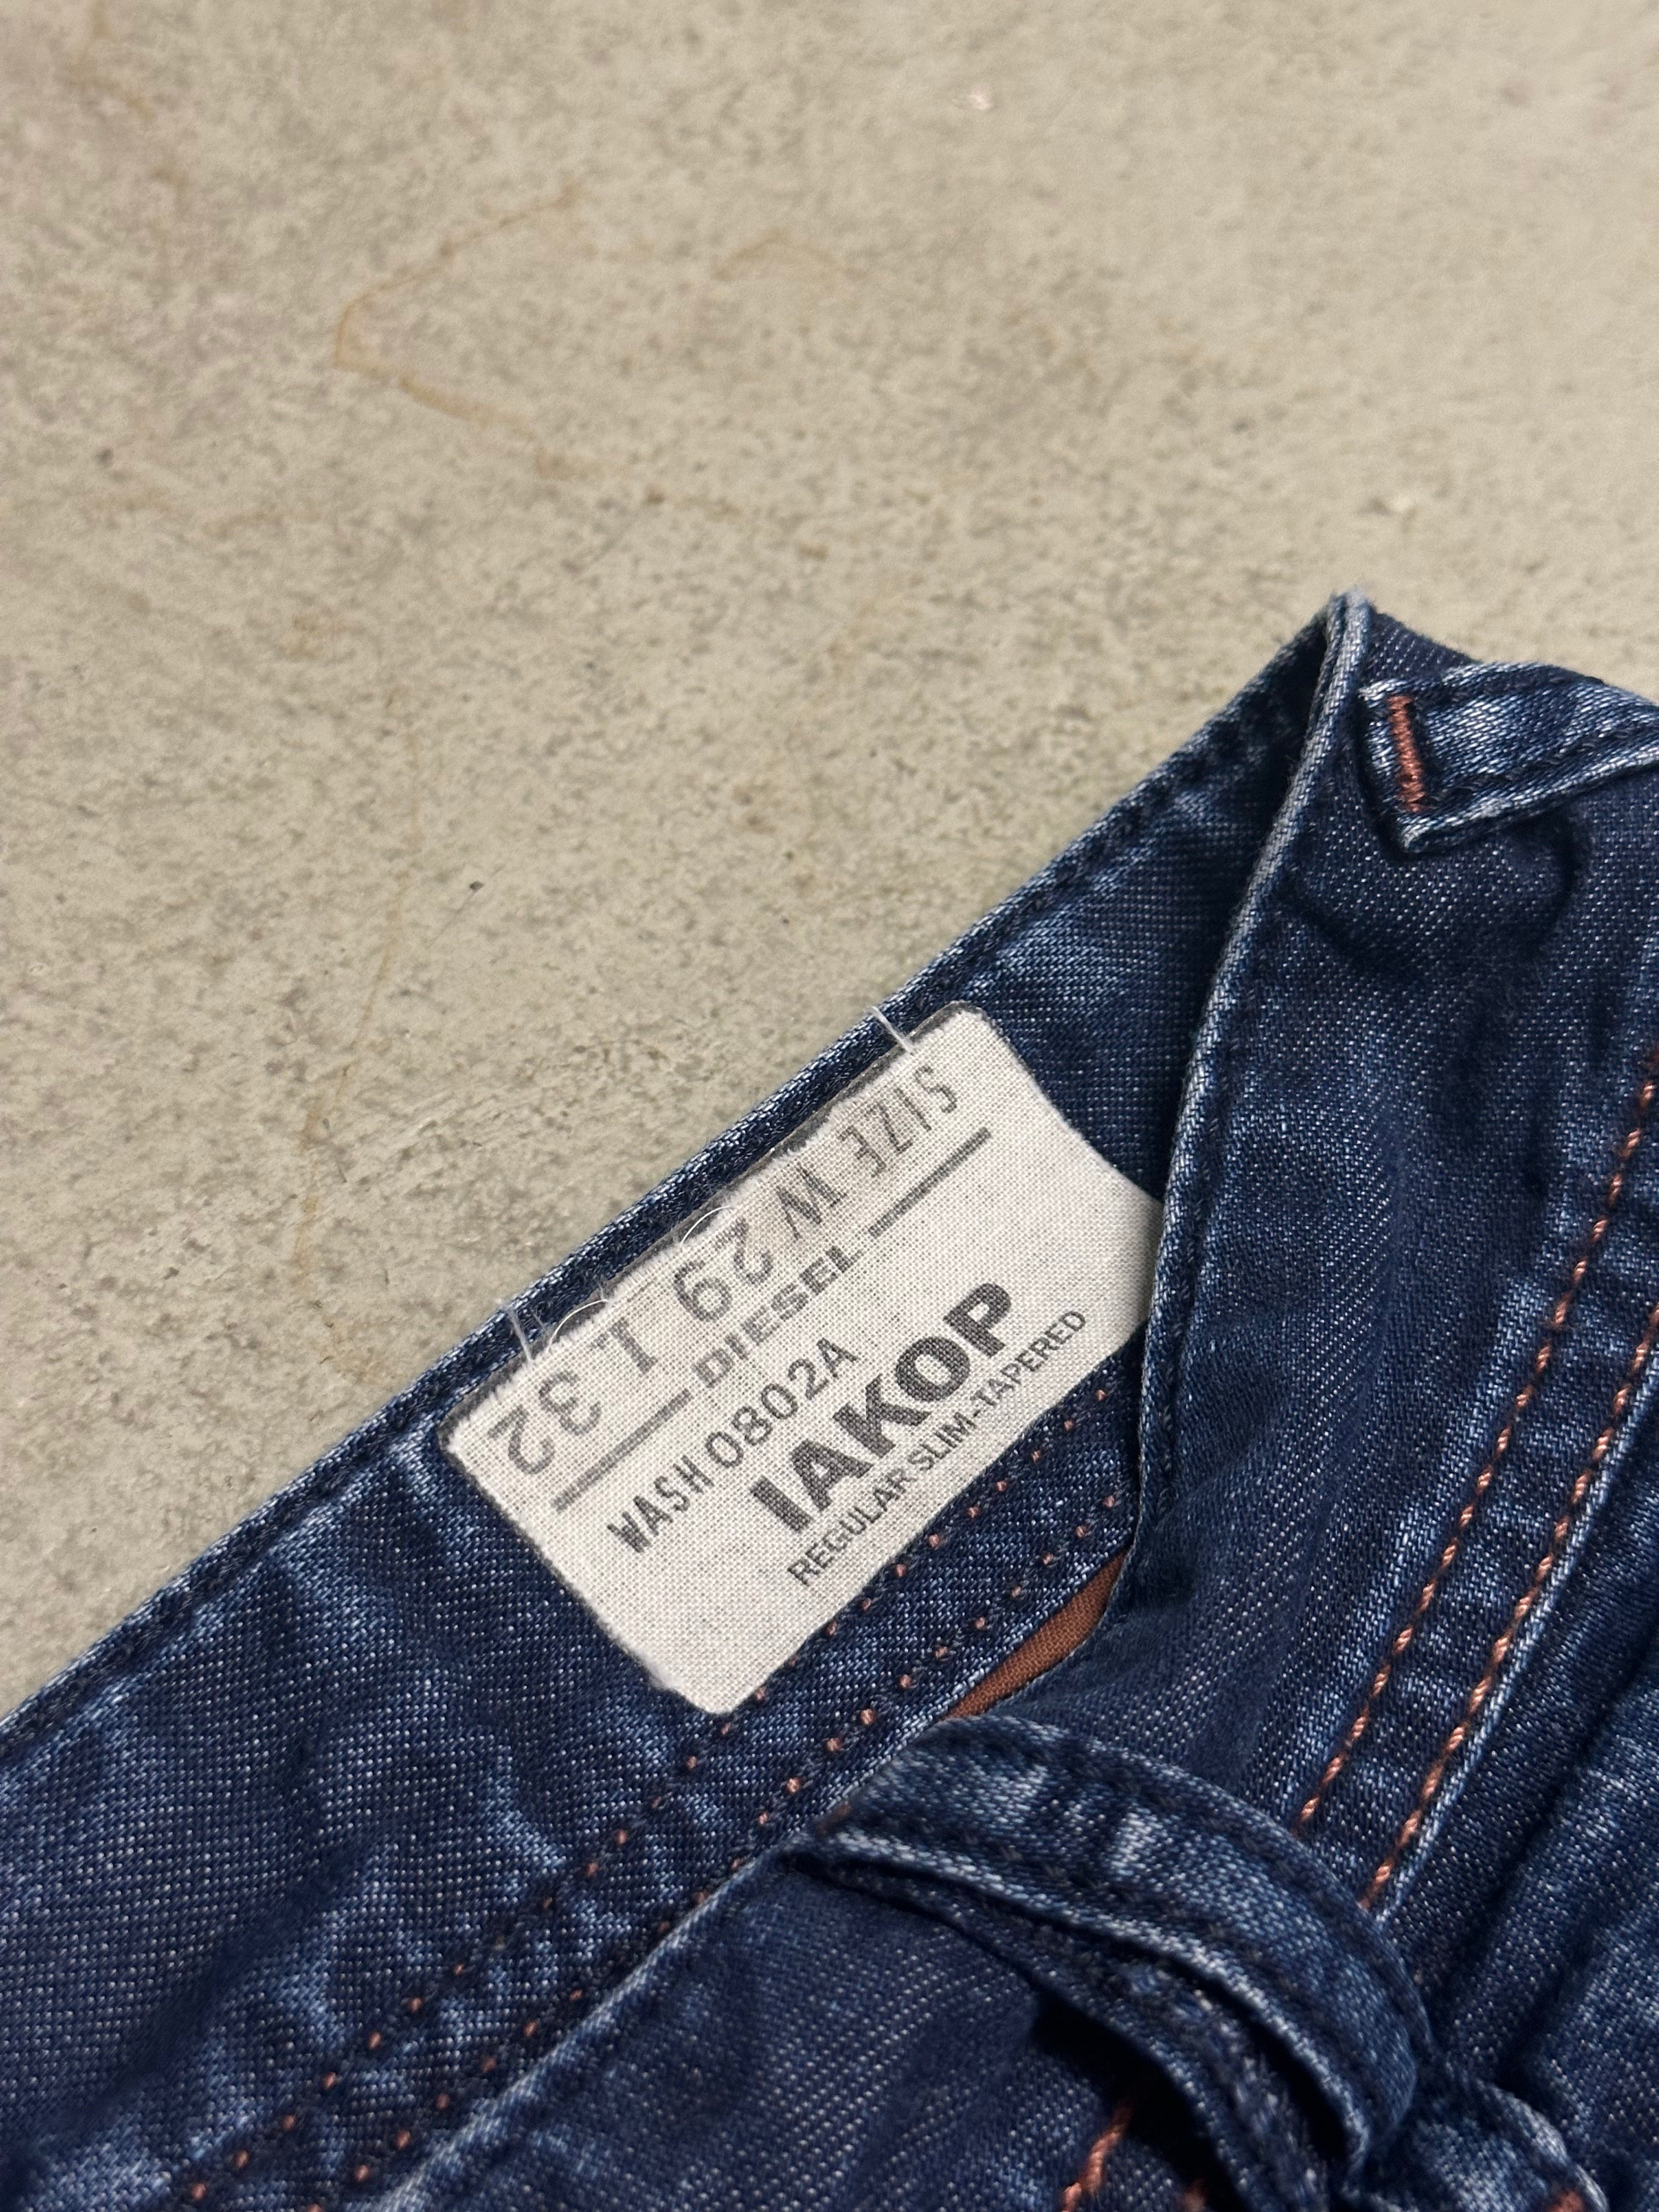 SIZE W 29 L 32
DIESEL
WASH 0802A
IAKOP
REGULAR SLIM-TAPERED